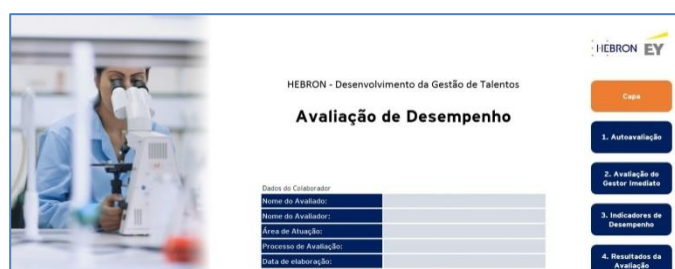 HEBRON EY
HEBRON - Desenvolvimento da Gestão de Talentos
Avaliação de Desempenho
Dados do Colaborador
Nome do Avaliado:
Nome do Avaliador:
Área de Atuação:
Processo de Avaliação:
Data de elaboração:
Capa
1. Autoavaliação
2. Avaliação do
Gestor Imediato
3. Indicadores de
Desempenho
4. Resultados da
Avaliação